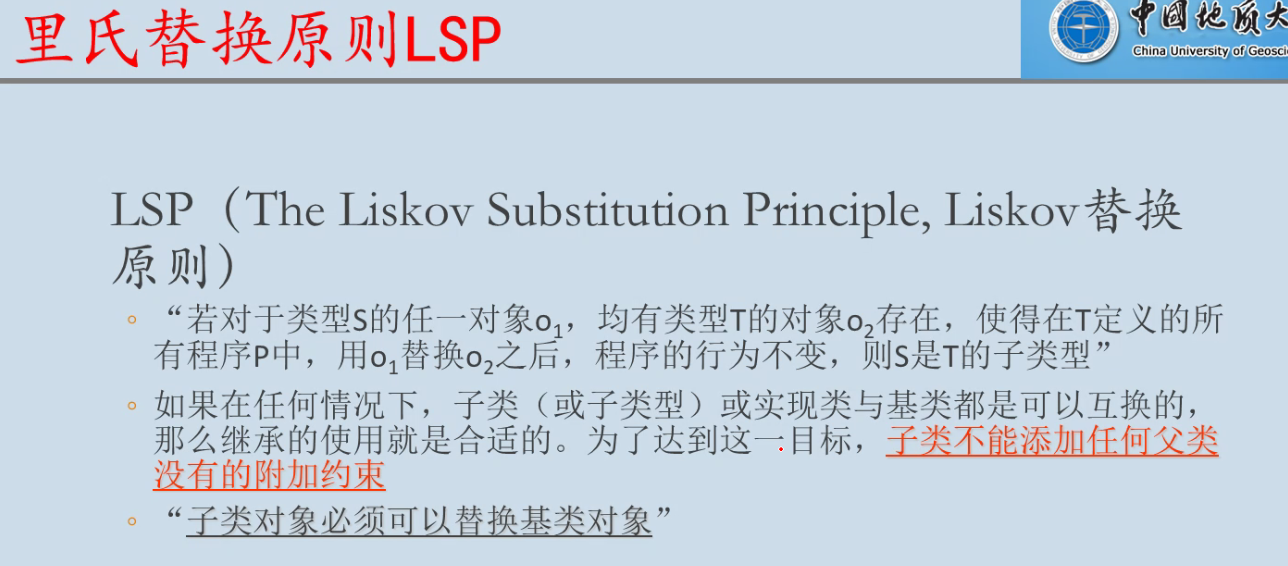 里氏替换原则LSP
中国地质大
China University of Geosci
LSP（The Liskov Substitution Principle, Liskov替换
原则）
“若对于类型S的任一对象o₁，均有类型T的对象o₂存在，使得在T定义的所
有程序P中，用o₁替换o₂之后，程序的行为不变，则S是T的子类型”
如果在任何情况下，子类（或子类型）或实现类与基类都是可以互换的，
那么继承的使用就是合适的。为了达到这一目标，子类不能添加任何父类
没有的附加约束
“子类对象必须可以替换基类对象”